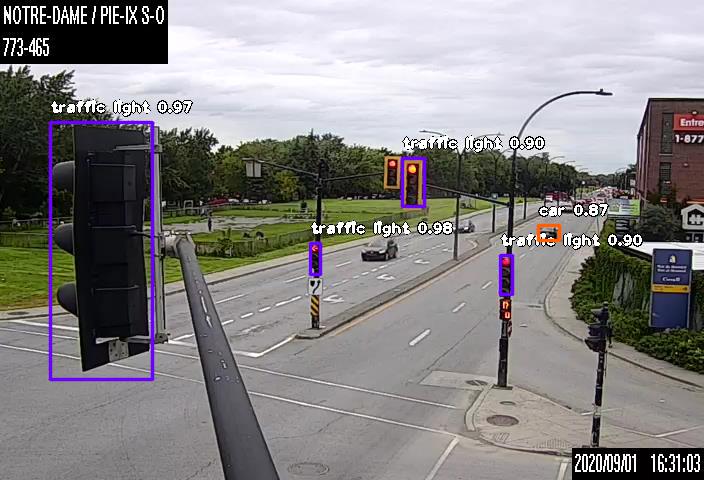 NOTRE-DAME / PIE-IX S-O
773-465
traffic light 0.97
traffic light 0.90
traffic light 0.98
car 0.87
traffic light 0.90
Entre
1-877
Canada
2020/09/01 16:31:03